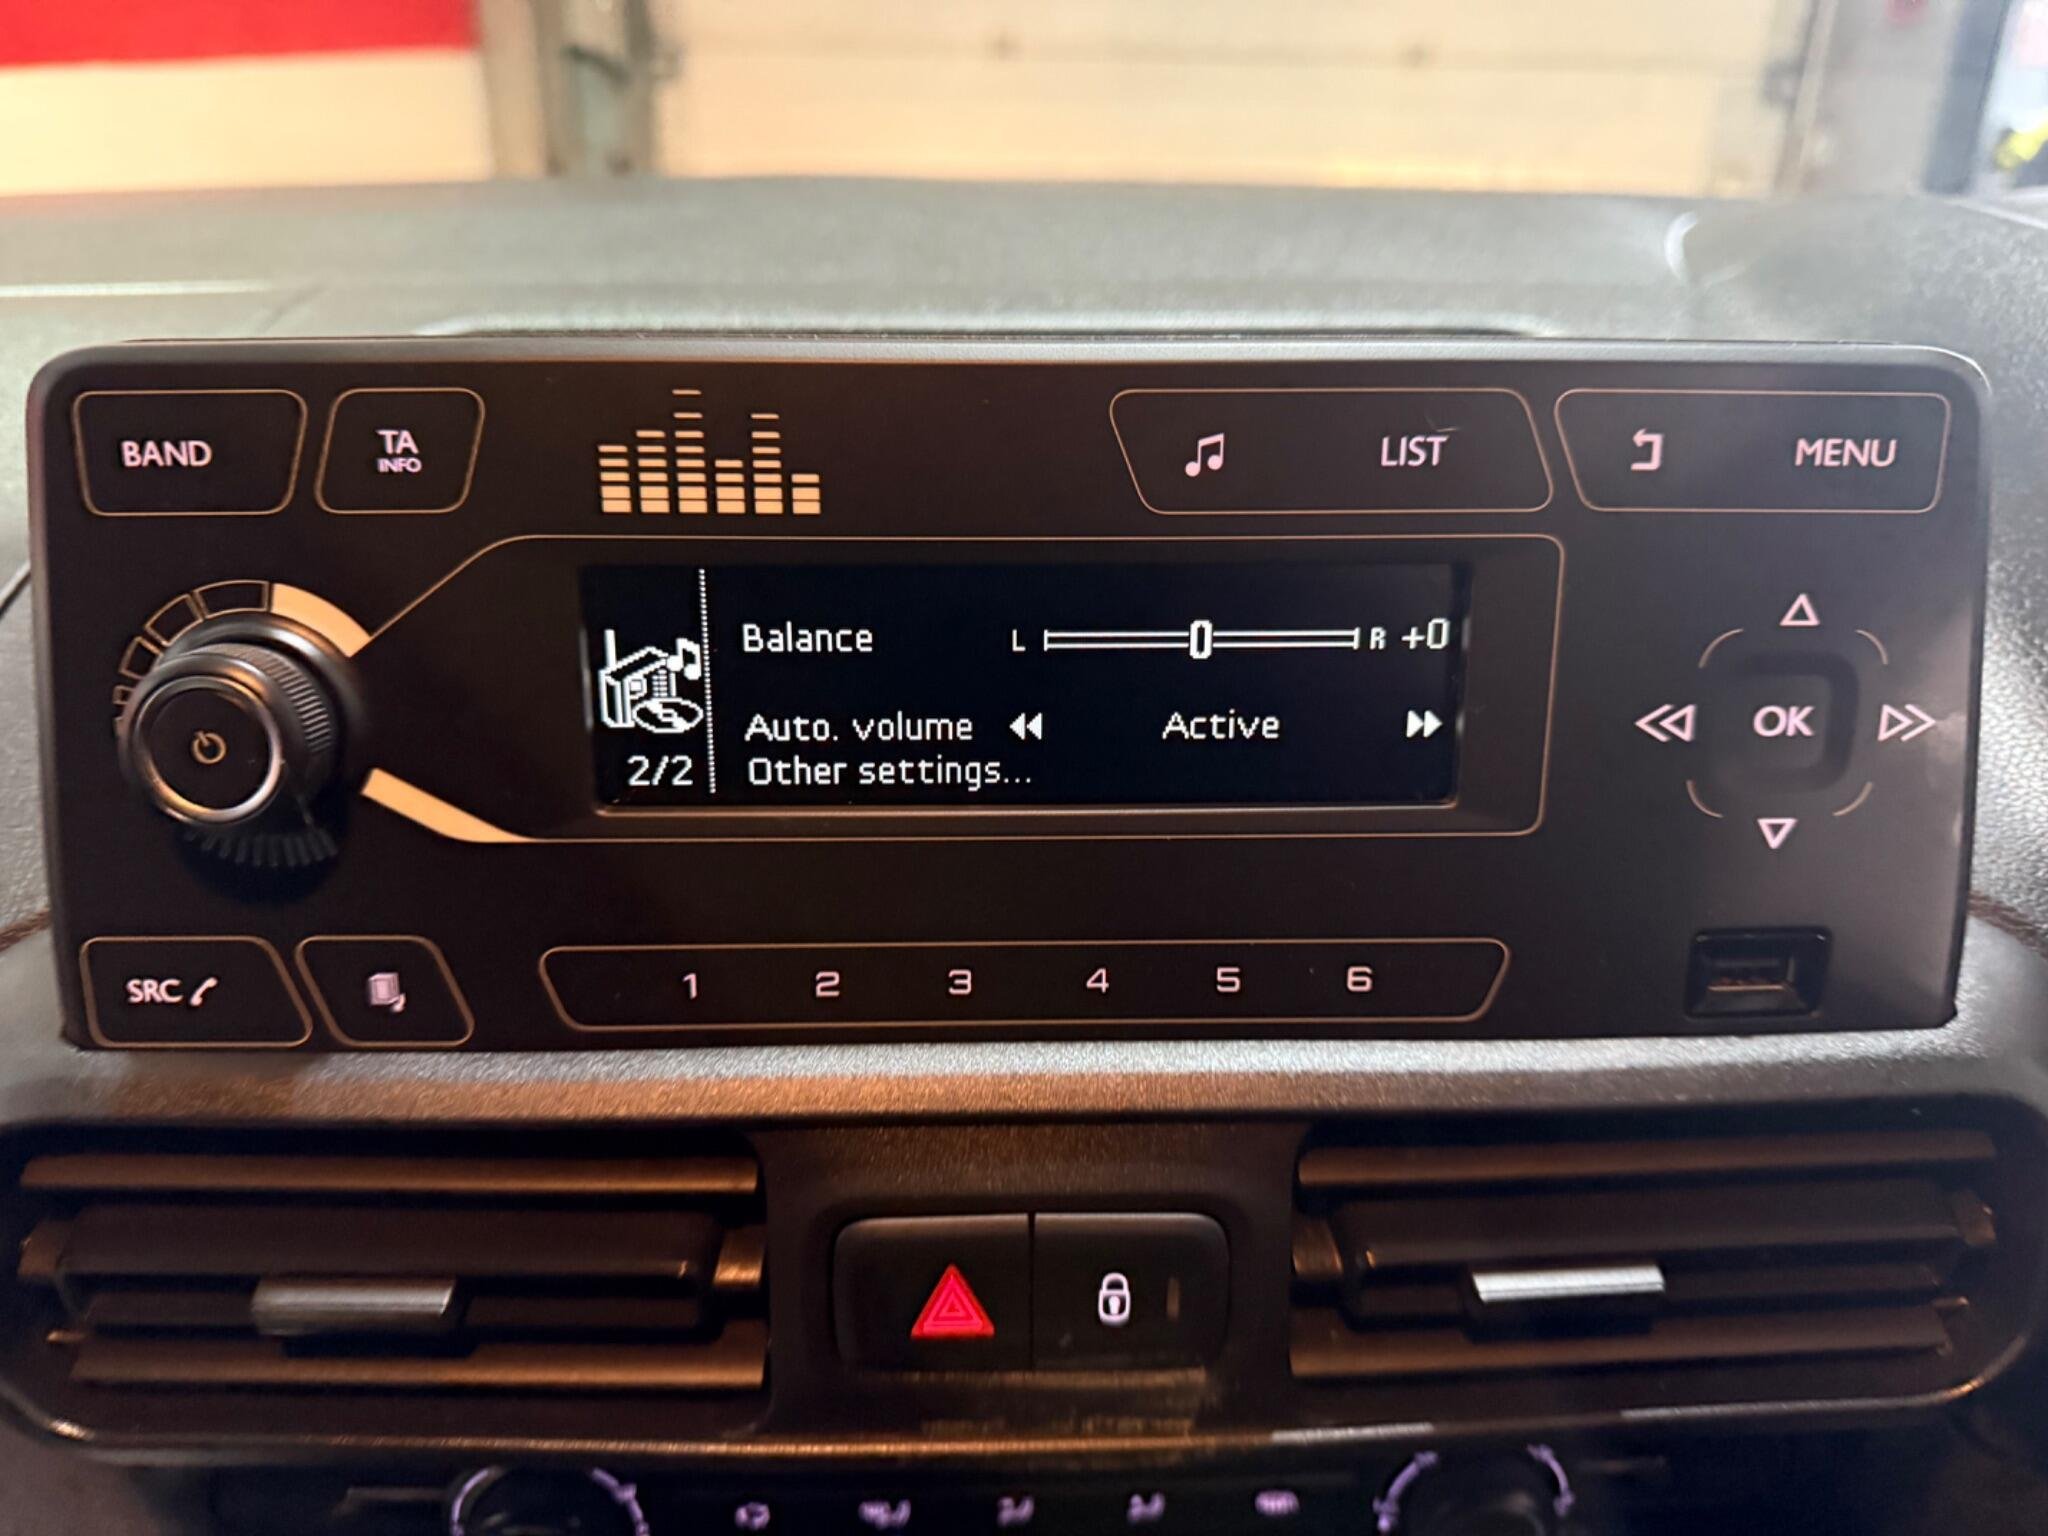 BAND
TA
INFO
LIST
MENU
Balance L R +0
Auto. volume Active
2/2 Other settings...
OK
SRC
1 2 3 4 5 6